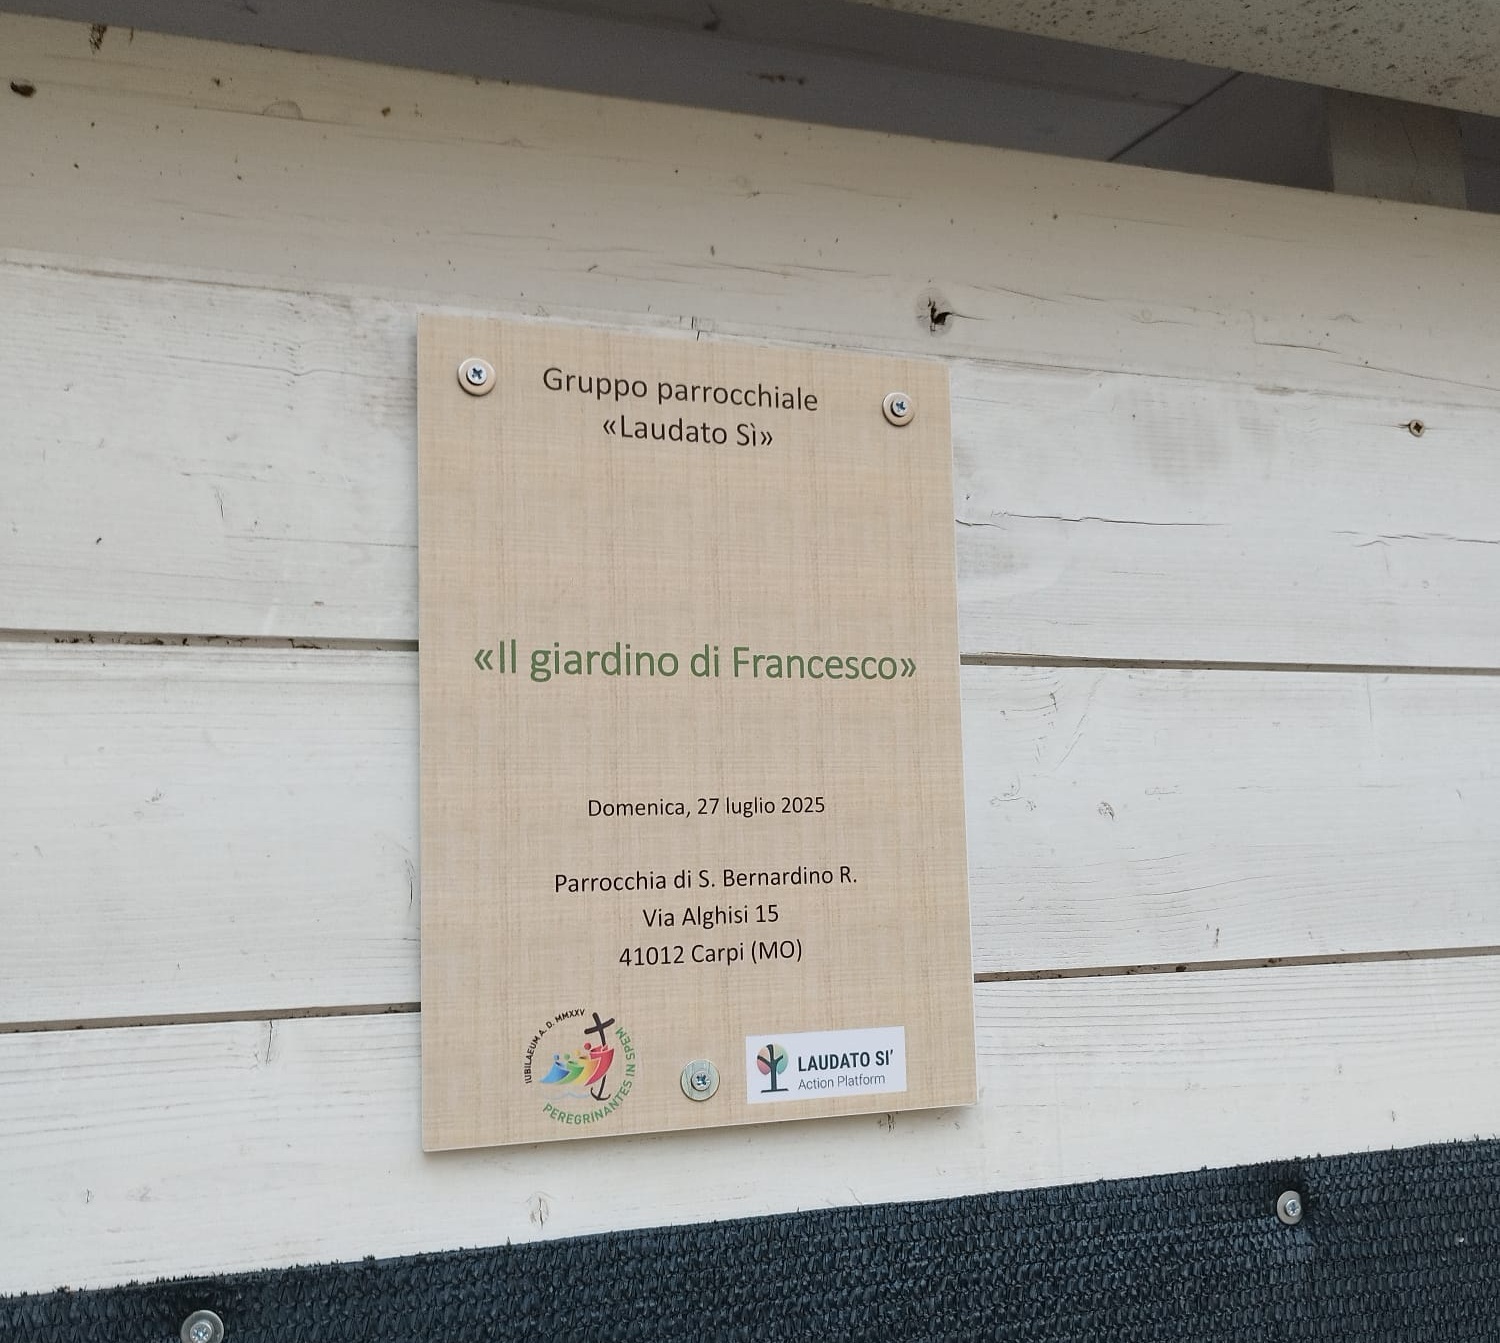 Gruppo parrocchiale
«Laudato Sì»
«Il giardino di Francesco»
Domenica, 27 luglio 2025
Parrocchia di S. Bernardino R.
Via Alghisi 15
41012 Carpi (MO)
IUBILAEUM A. D. MMXXV
PEREGRINANTES IN SPEM
LAUDATO SI'
Action Platform